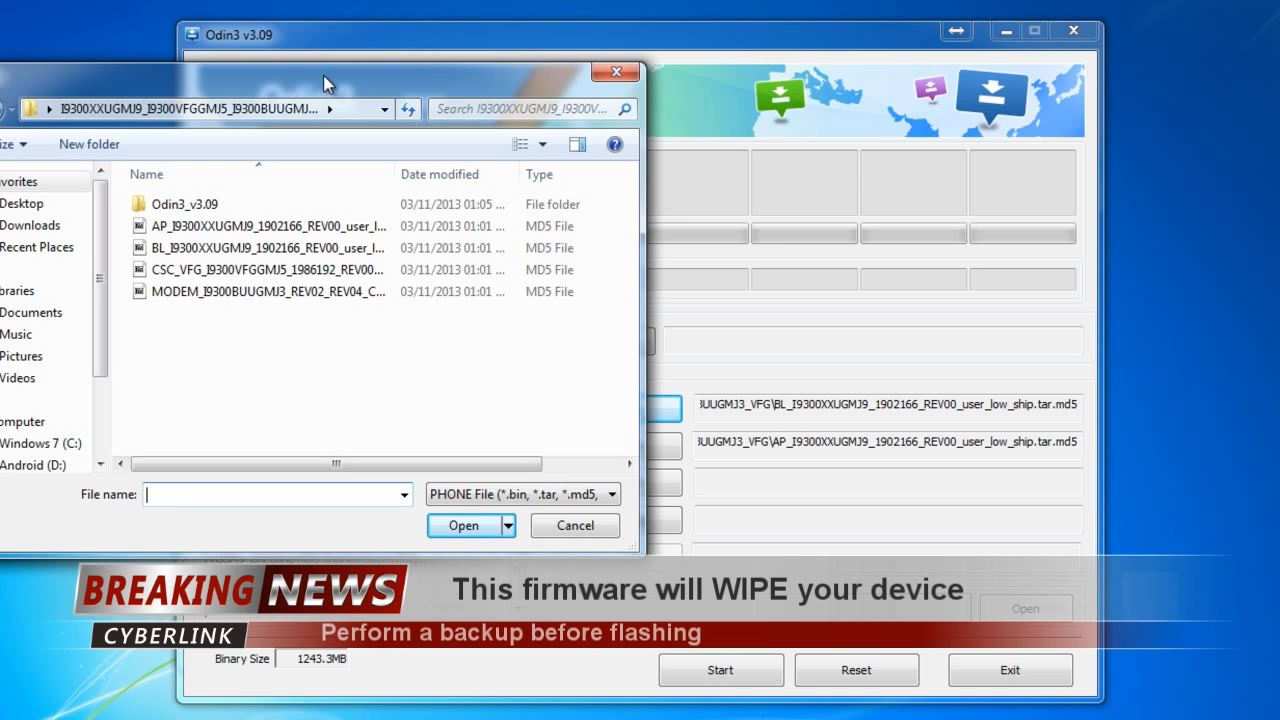 Odin3 v3.09
I9300XXUGMJ9_I9300VFGGMJ5_I9300BUUGMJ...
Search I9300XXUGMJ9_I9300V...
ize
New folder
Name
Date modified
Type
vorites
Desktop
Downloads
Recent Places
braries
Documents
Music
Pictures
Videos
omputer
Windows 7 (C:)
Android (D:)
Odin3_v3.09
03/11/2013 01:05 ...
File folder
AP_I9300XXUGMJ9_1902166_REV00_user_l...
03/11/2013 01:01 ...
MD5 File
BL_I9300XXUGMJ9_1902166_REV00_user_l...
03/11/2013 01:01 ...
MD5 File
CSC_VFG_I9300VFGGMJ5_1986192_REV00...
03/11/2013 01:01 ...
MD5 File
MODEM_I9300BUUGMJ3_REV02_REV04_C...
03/11/2013 01:01 ...
MD5 File
File name:
PHONE File (*.bin, *.tar, *.md5,
Open
Cancel
UUGMJ3_VFG\BL_I9300XXUGMJ9_1902166_REV00_user_low_ship.tar.md5
UUGMJ3_VFG\AP_I9300XXUGMJ9_1902166_REV00_user_low_ship.tar.md5
BREAKING NEWS
This firmware will WIPE your device
Open
CYBERLINK
Perform a backup before flashing
Binary Size
1243.3MB
Start
Reset
Exit